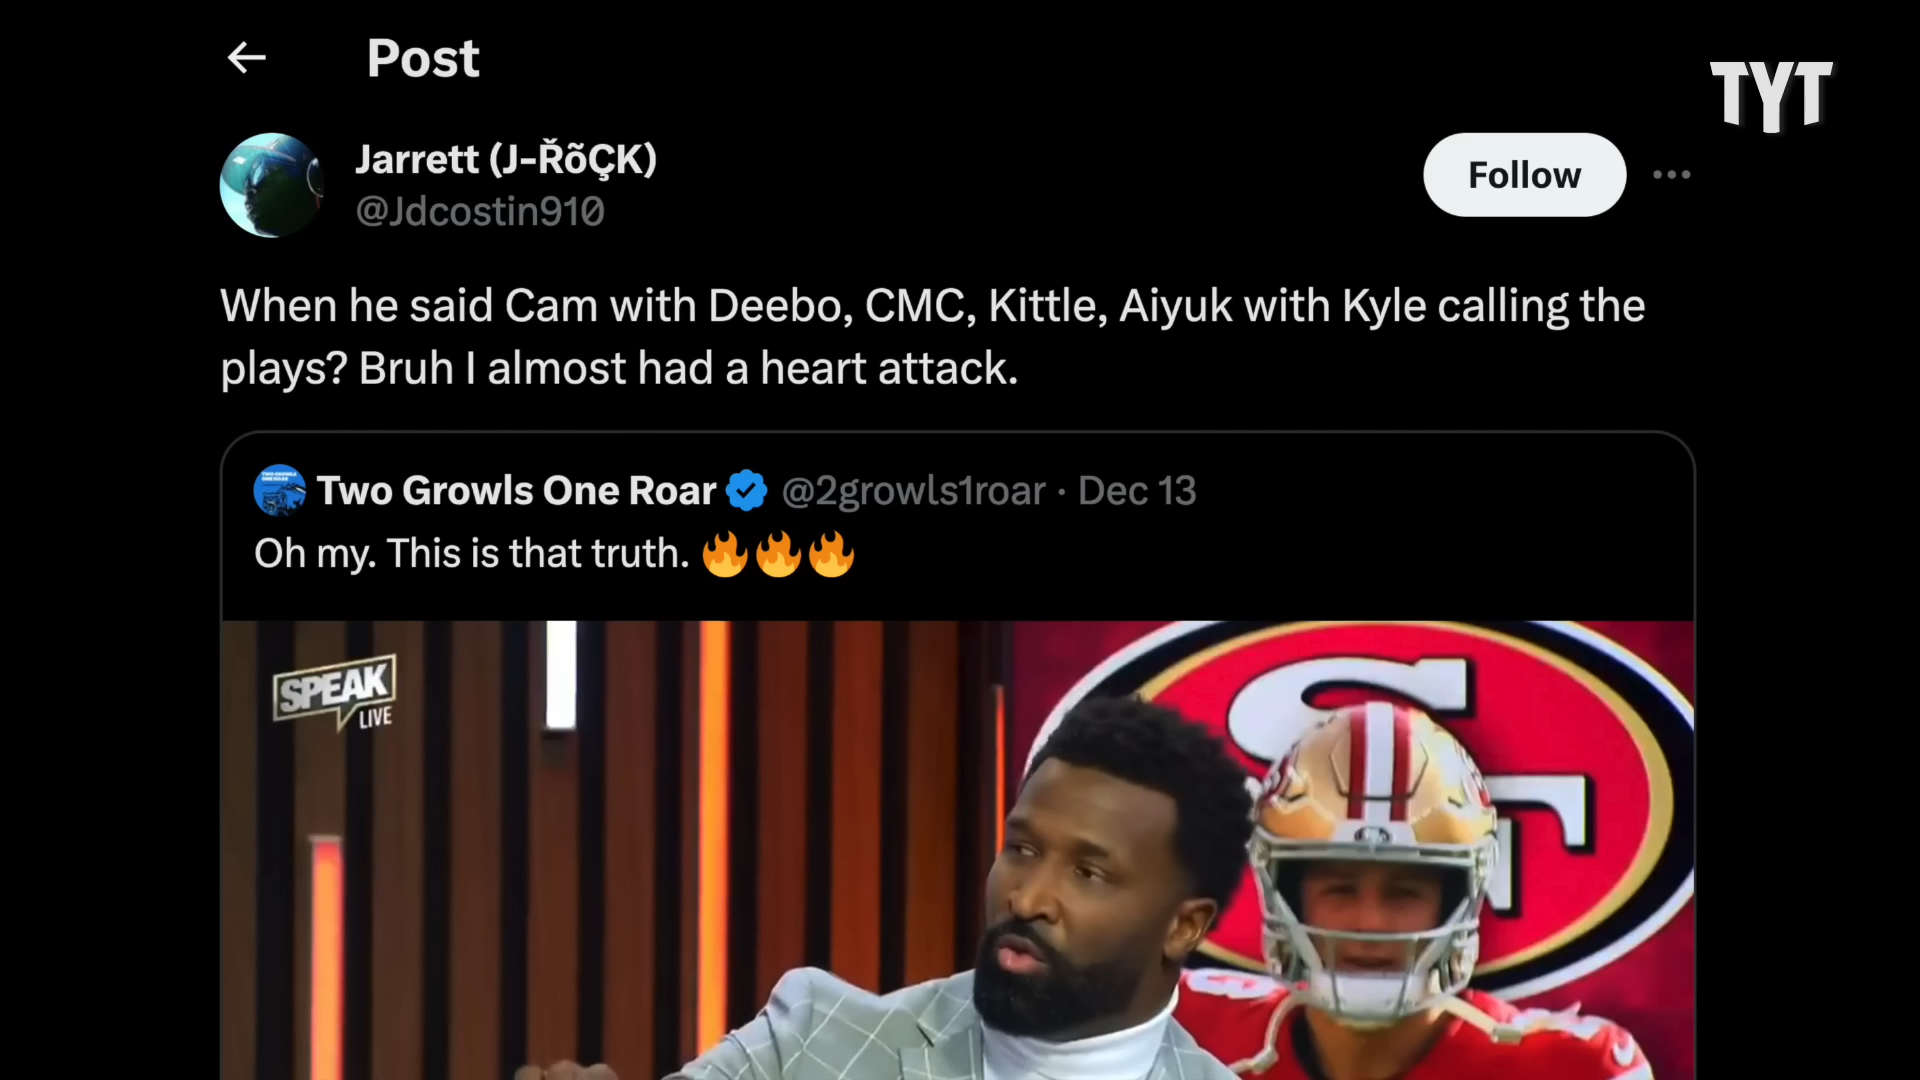 Post
TYT
Jarrett (J-ŘõÇK)
@Jdcostin910
Follow
When he said Cam with Deebo, CMC, Kittle, Aiyuk with Kyle calling the
plays? Bruh I almost had a heart attack.
Two Growls One Roar @2growls1roar · Dec 13
Oh my. This is that truth. 🔥🔥🔥
SPEAK
LIVE
SF